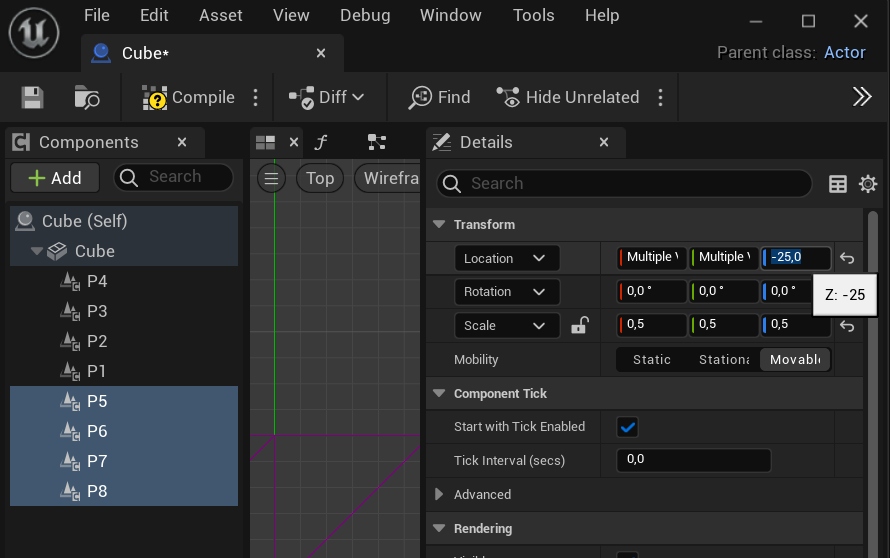 File Edit Asset View Debug Window Tools Help
Cube*
Parent class: Actor
Compile Diff Find Hide Unrelated
Components
Details
Add Search
Top Wirefra
Search
Cube (Self)
Cube
P4
P3
P2
P1
P5
P6
P7
P8
Transform
Location Multiple Multiple -25,0
Rotation 0,0 ° 0,0 ° 0,0 °
Z: -25
Scale 0,5 0,5 0,5
Mobility Static Stationa Movable
Component Tick
Start with Tick Enabled
Tick Interval (secs) 0,0
Advanced
Rendering